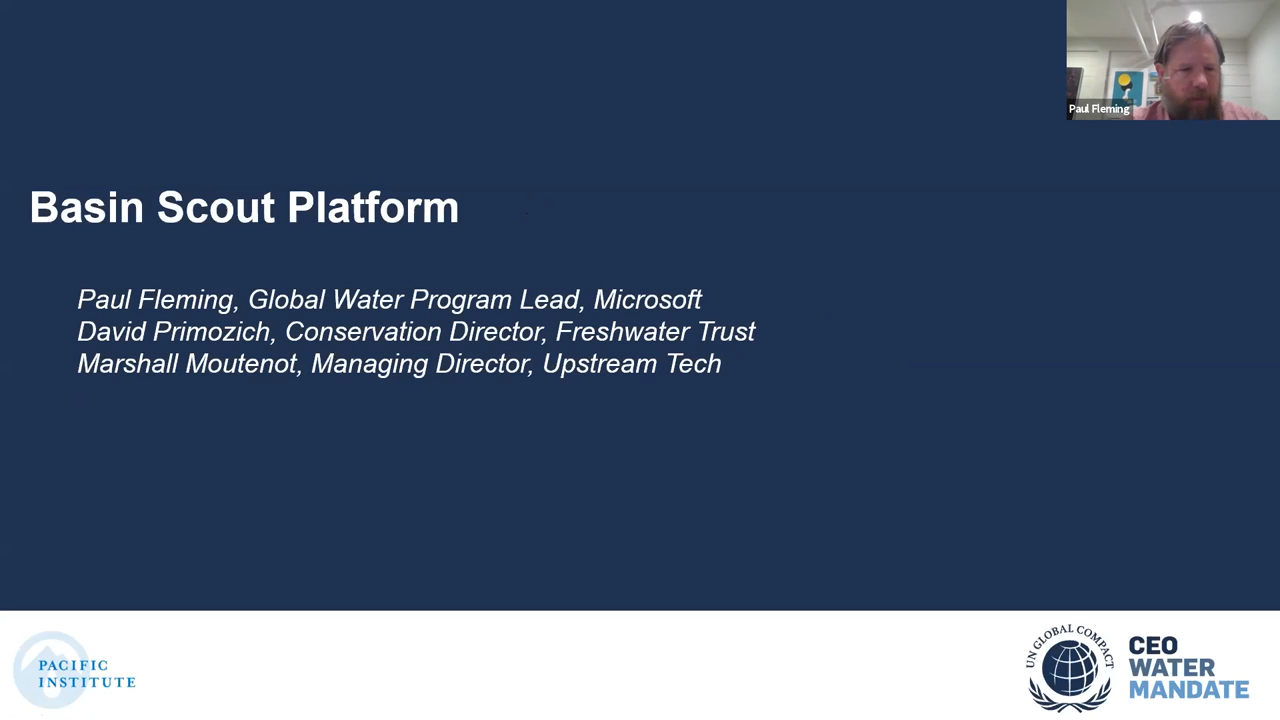 Paul Fleming
Basin Scout Platform
Paul Fleming, Global Water Program Lead, Microsoft
David Primozich, Conservation Director, Freshwater Trust
Marshall Moutenot, Managing Director, Upstream Tech
PACIFIC
INSTITUTE
UN GLOBAL COMPACT
CEO
WATER
MANDATE